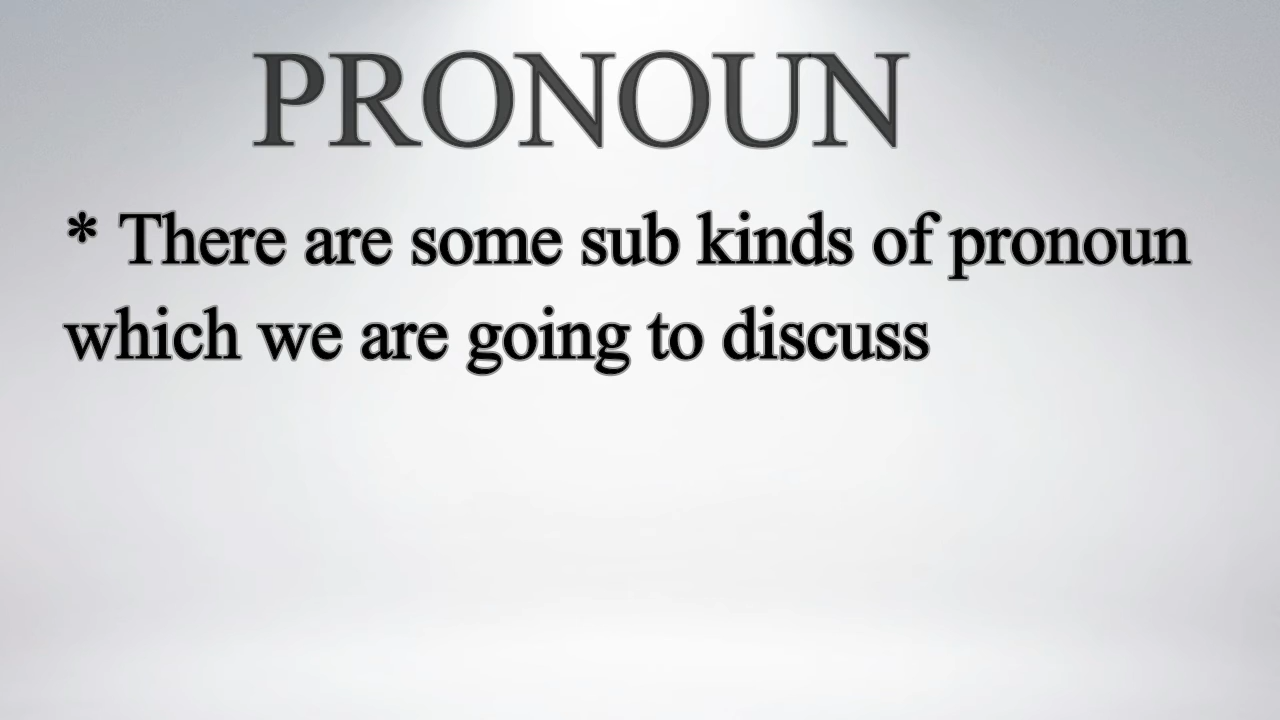 PRONOUN
* There are some sub kinds of pronoun
which we are going to discuss